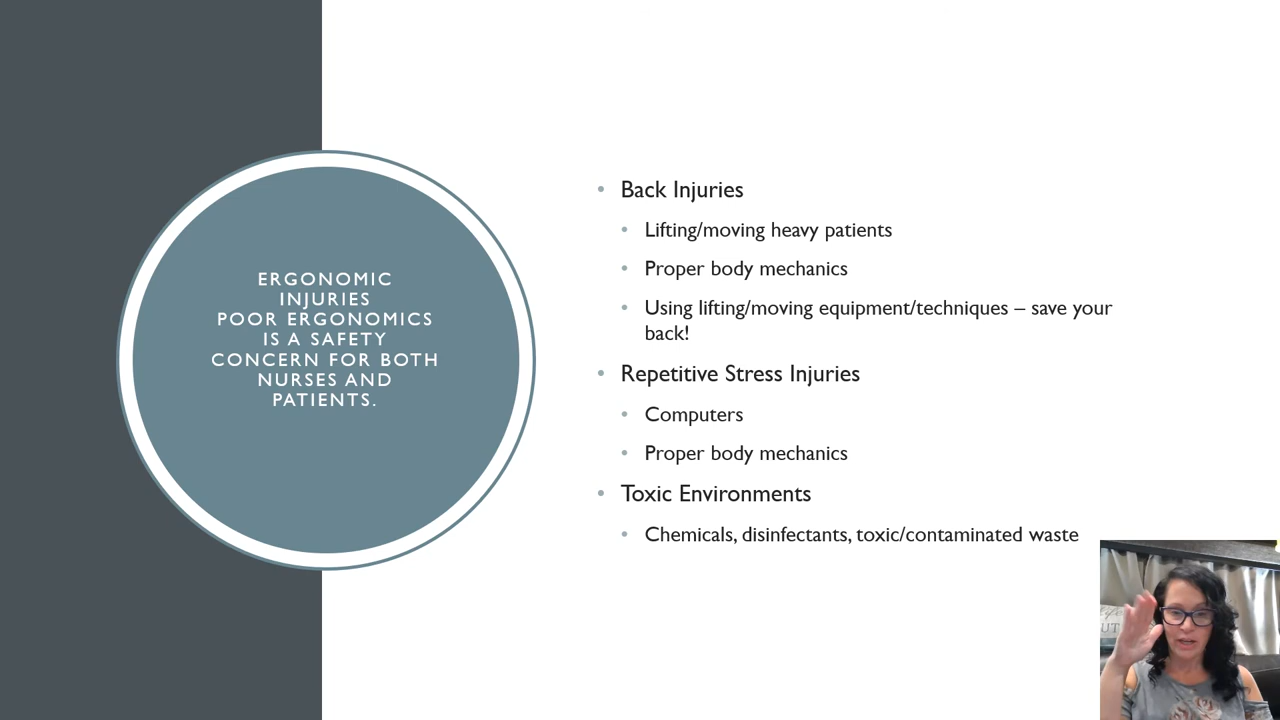 ERGONOMIC
INJURIES
POOR ERGONOMICS
IS A SAFETY
CONCERN FOR BOTH
NURSES AND
PATIENTS.
• Back Injuries
• Lifting/moving heavy patients
• Proper body mechanics
• Using lifting/moving equipment/techniques – save your
back!
• Repetitive Stress Injuries
• Computers
• Proper body mechanics
• Toxic Environments
• Chemicals, disinfectants, toxic/contaminated waste